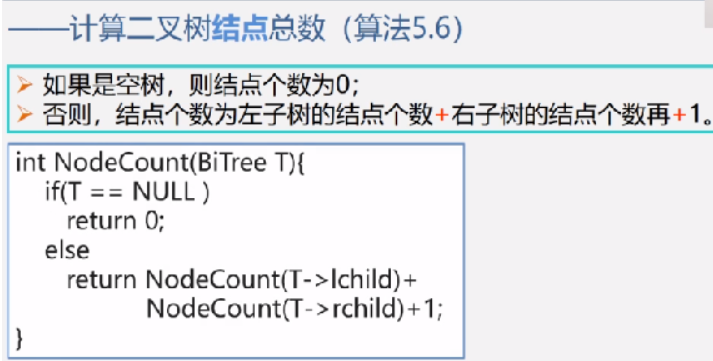 ——计算二叉树结点总数（算法5.6）
➢ 如果是空树，则结点个数为0;
➢ 否则，结点个数为左子树的结点个数+右子树的结点个数再+1。
int NodeCount(BiTree T){
if(T == NULL )
return 0;
else
return NodeCount(T->lchild)+
NodeCount(T->rchild)+1;
}